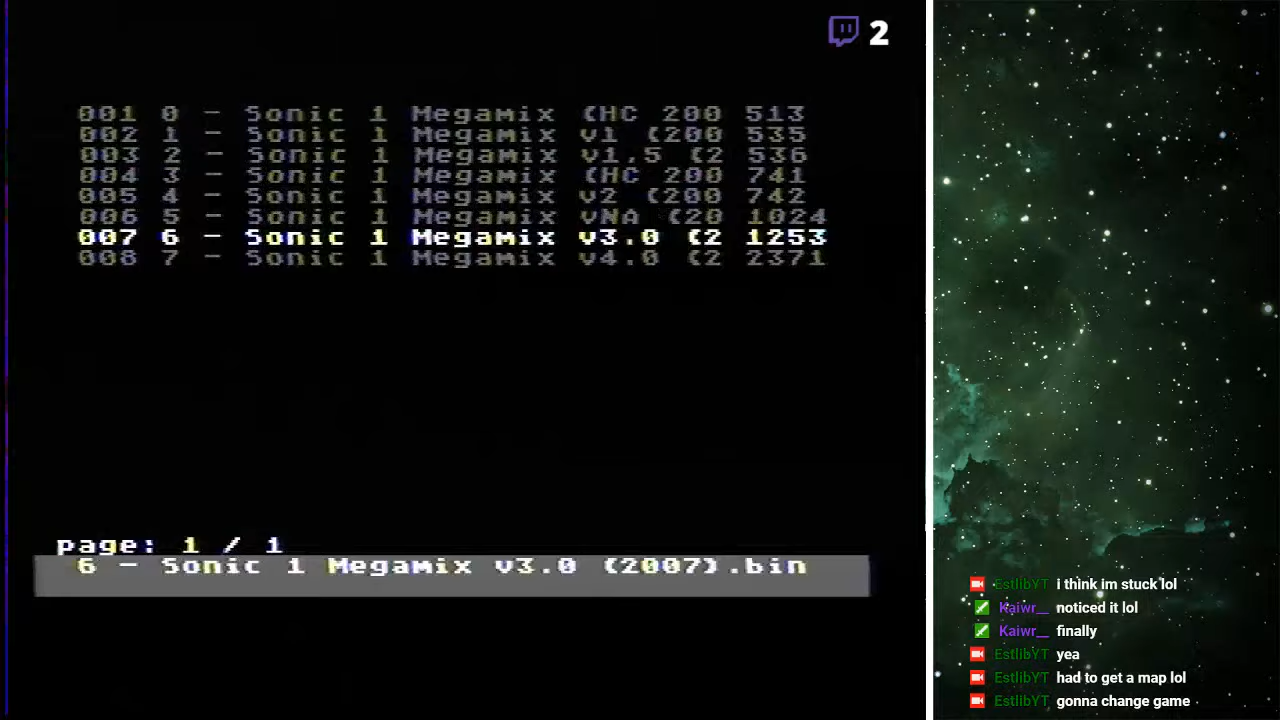 2
001 0 - Sonic 1 Megamix (HC 200 513
002 1 - Sonic 1 Megamix v1 (200 535
003 2 - Sonic 1 Megamix v1.5 (2 536
004 3 - Sonic 1 Megamix (HC 200 741
005 4 - Sonic 1 Megamix v2 (200 742
006 5 - Sonic 1 Megamix vNA (20 1024
007 6 - Sonic 1 Megamix v3.0 (2 1253
008 7 - Sonic 1 Megamix v4.0 (2 2371
page: 1 / 1
6 - Sonic 1 Megamix v3.0 (2007).bin
EstlibYT i think im stuck lol
Kaiwr__ noticed it lol
Kaiwr__ finally
EstlibYT yea
EstlibYT had to get a map lol
EstlibYT gonna change game